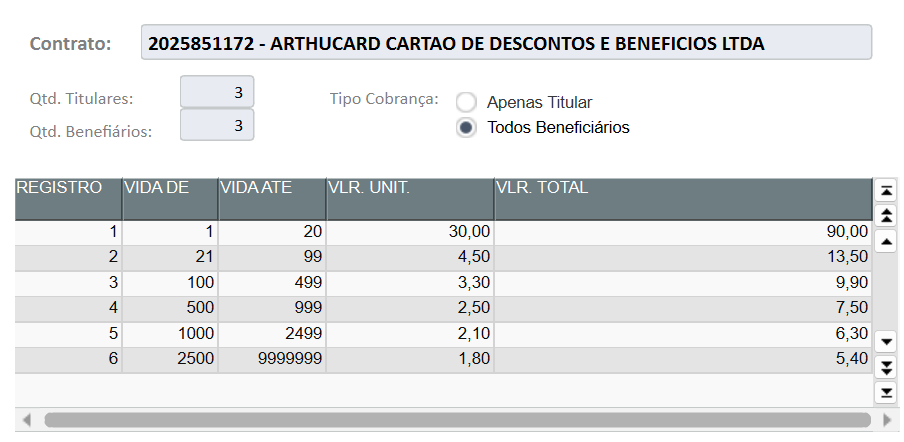 Contrato: 2025851172 - ARTHUCARD CARTAO DE DESCONTOS E BENEFICIOS LTDA
Qtd. Titulares: 3 Tipo Cobrança: Apenas Titular
Qtd. Benefiários: 3 Todos Beneficiários
REGISTRO VIDA DE VIDA ATE VLR. UNIT. VLR. TOTAL
1 1 20 30,00 90,00
2 21 99 4,50 13,50
3 100 499 3,30 9,90
4 500 999 2,50 7,50
5 1000 2499 2,10 6,30
6 2500 9999999 1,80 5,40